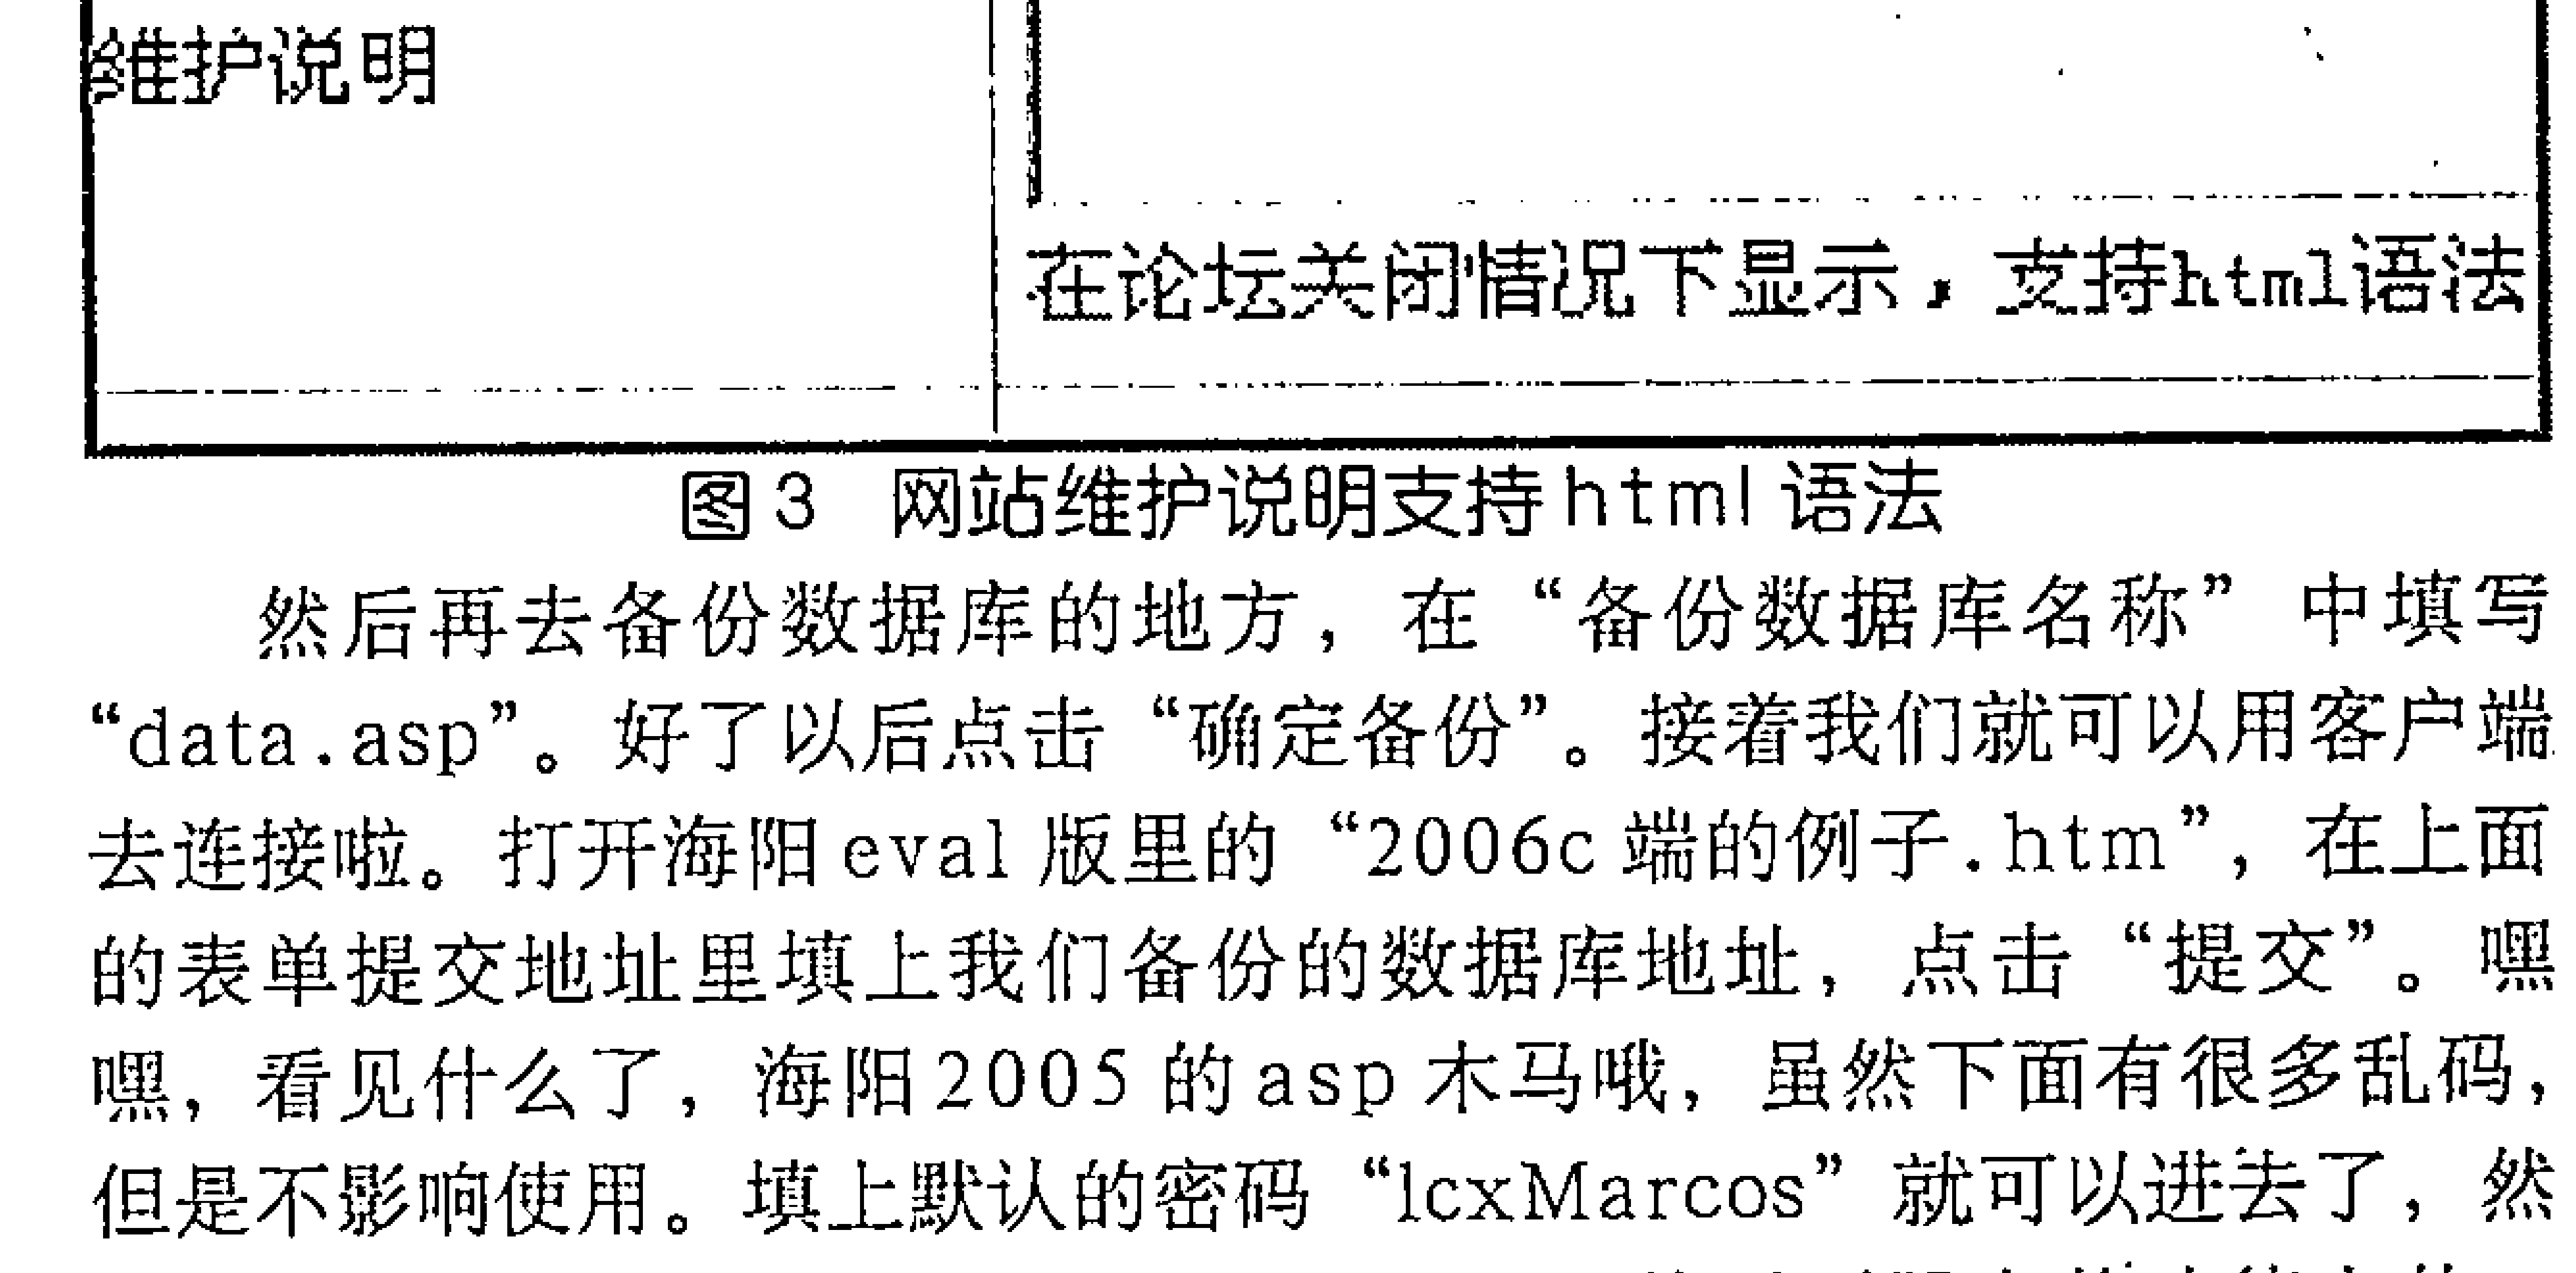 维护说明
在论坛关闭情况下显示，支持html语法
图3 网站维护说明支持html语法
然后再去备份数据库的地方，在“备份数据库名称”中填写
“data.asp”。好了以后点击“确定备份”。接着我们就可以用客户端
去连接啦。打开海阳eval版里的“2006c端的例子.htm”，在上面
的表单提交地址里填上我们备份的数据库地址，点击“提交”。嘿
嘿，看见什么了，海阳2005的asp木马哦，虽然下面有很多乱码，
但是不影响使用。填上默认的密码“lcxMarcos”就可以进去了，然